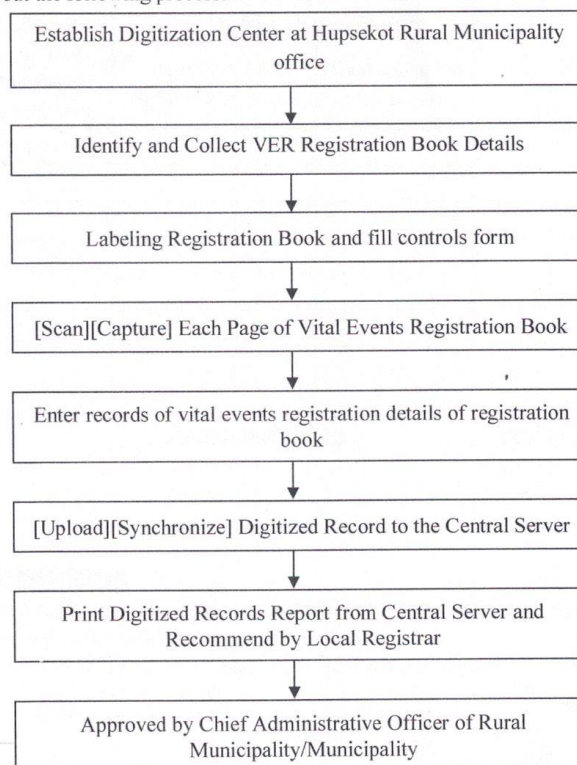 Establish Digitization Center at Hupsekot Rural Municipality
office
Identify and Collect VER Registration Book Details
Labeling Registration Book and fill controls form
[Scan][Capture] Each Page of Vital Events Registration Book
Enter records of vital events registration details of registration
book
[Upload][Synchronize] Digitized Record to the Central Server
Print Digitized Records Report from Central Server and
Recommend by Local Registrar
Approved by Chief Administrative Officer of Rural
Municipality/Municipality